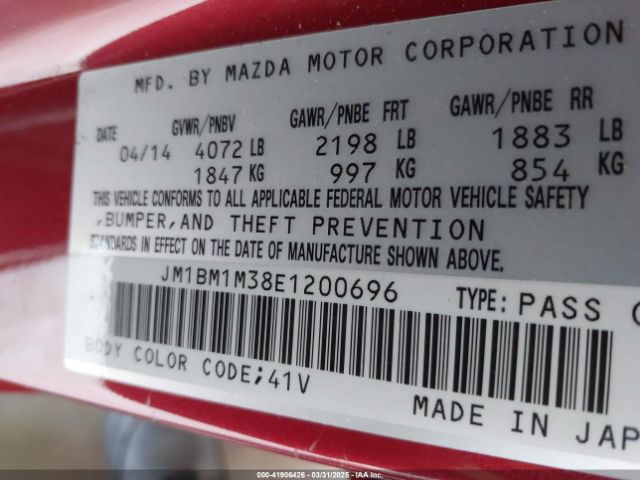 MFD. BY MAZDA MOTOR CORPORATION
DATE GVWR/PNBV GAWR/PNBE FRT GAWR/PNBE RR
04/14 4072 LB 2198 LB 1883 LB
1847 KG 997 KG 854 KG
THIS VEHICLE CONFORMS TO ALL APPLICABLE FEDERAL MOTOR VEHICLE SAFETY
,BUMPER,AND THEFT PREVENTION
STANDARDS IN EFFECT ON THE DATE OF MANUFACTURE SHOWN ABOVE.
JM1BM1M38E1200696 TYPE: PASS
BODY COLOR CODE;41V
MADE IN JAP
000-41906426 - 03/31/2025 - IAAI.com